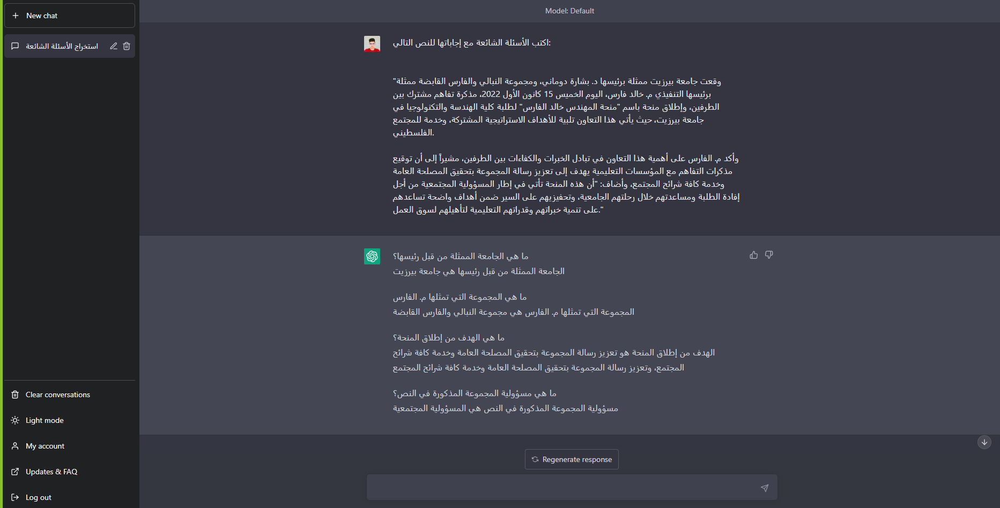 New chat
استخراج الأسئلة الشائعة
Clear conversations
Light mode
My account
Updates & FAQ
Log out
Model: Default
اكتب الأسئلة الشائعة مع إجاباتها للنص التالي:
"وقعت جامعة بيرزيت ممثلة برئيسها د. بشارة دوماني، ومجموعة النبالي والفارس القابضة ممثلة
برئيسها التنفيذي م. خالد فارس، اليوم الخميس 15 كانون الأول 2022، مذكرة تفاهم مشترك بين
الطرفين، وإطلاق منحة باسم "منحة المهندس خالد الفارس" لطلبة كلية الهندسة والتكنولوجيا في
جامعة بيرزيت، حيث يأتي هذا التعاون تلبية للأهداف الاستراتيجية المشتركة، وخدمة للمجتمع
الفلسطيني.
وأكد م. الفارس على أهمية هذا التعاون في تبادل الخبرات والكفاءات بين الطرفين، مشيراً إلى أن توقيع
مذكرات التفاهم مع المؤسسات التعليمية يهدف إلى تعزيز رسالة المجموعة بتحقيق المصلحة العامة
وخدمة كافة شرائح المجتمع، وأضاف: "أن هذه المنحة تأتي في إطار المسؤولية المجتمعية من أجل
إفادة الطلبة ومساعدتهم خلال رحلتهم الجامعية، وتحفيزيهم على السير ضمن أهداف واضحة تساعدهم
على تنمية خبراتهم وقدراتهم التعليمية لتأهيلهم لسوق العمل."
ما هي الجامعة الممثلة من قبل رئيسها؟
الجامعة الممثلة من قبل رئيسها هي جامعة بيرزيت
ما هي المجموعة التي تمثلها م. الفارس
المجموعة التي تمثلها م. الفارس هي مجموعة النبالي والفارس القابضة
ما هي الهدف من إطلاق المنحة؟
الهدف من إطلاق المنحة هو تعزيز رسالة المجموعة بتحقيق المصلحة العامة وخدمة كافة شرائح
المجتمع، وتعزيز رسالة المجموعة بتحقيق المصلحة العامة وخدمة كافة شرائح المجتمع
ما هي مسؤولية المجموعة المذكورة في النص؟
مسؤولية المجموعة المذكورة في النص هي المسؤولية المجتمعية
Regenerate response